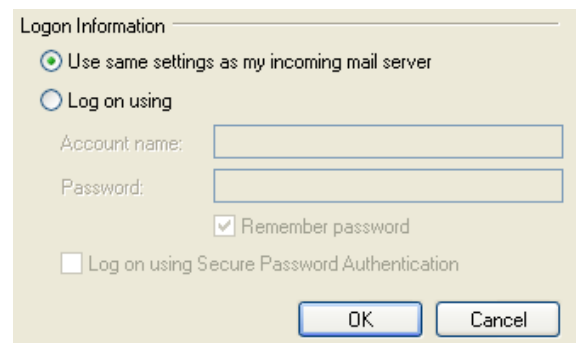 Logon Information
Use same settings as my incoming mail server
Log on using
Account name:
Password:
Remember password
Log on using Secure Password Authentication
OK Cancel